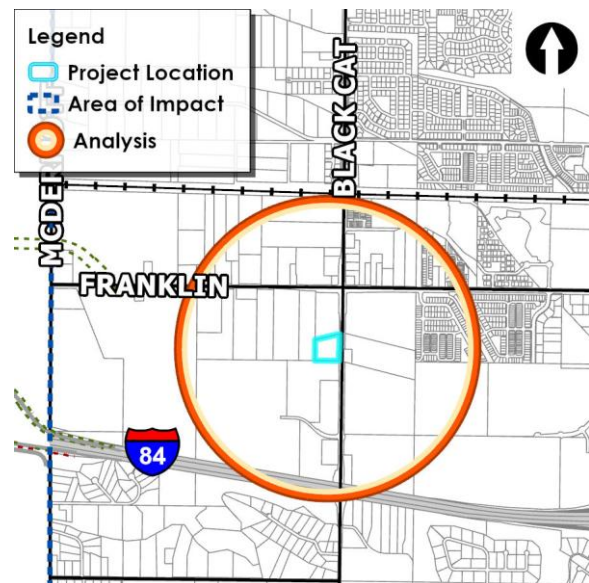 Legend
Project Location
Area of Impact
Analysis
BLACK CAT
FRANKLIN
84